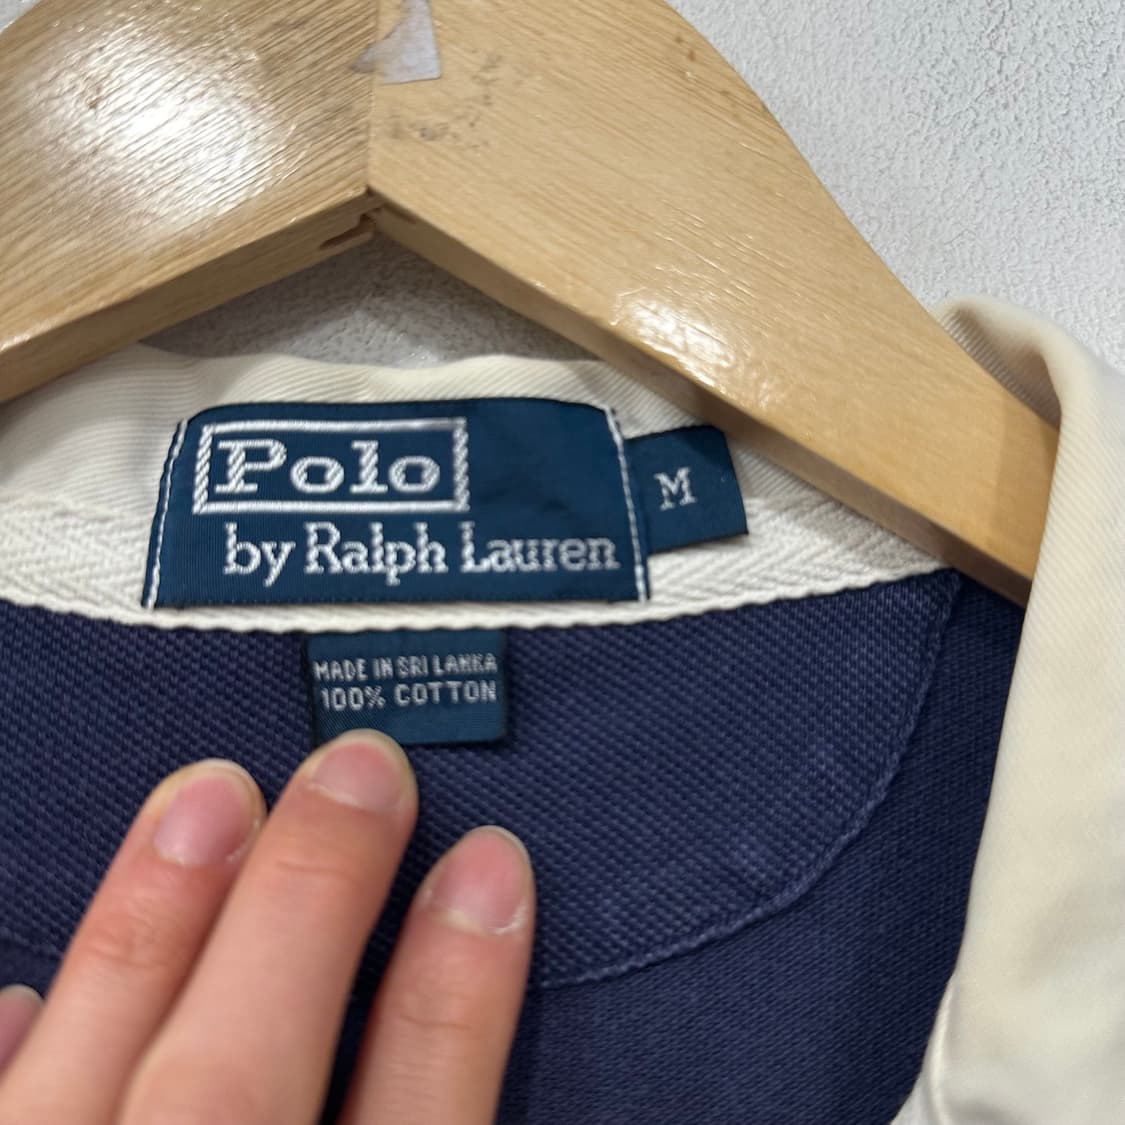 Polo
by Ralph Lauren
M
MADE IN SRI LANKA
100% COTTON